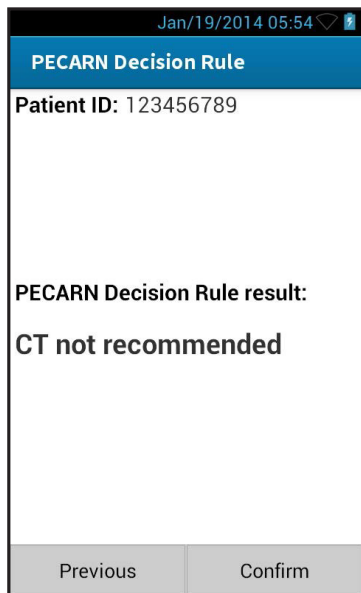 Jan/19/2014 05:54
PECARN Decision Rule
Patient ID: 123456789
PECARN Decision Rule result:
CT not recommended
Previous Confirm